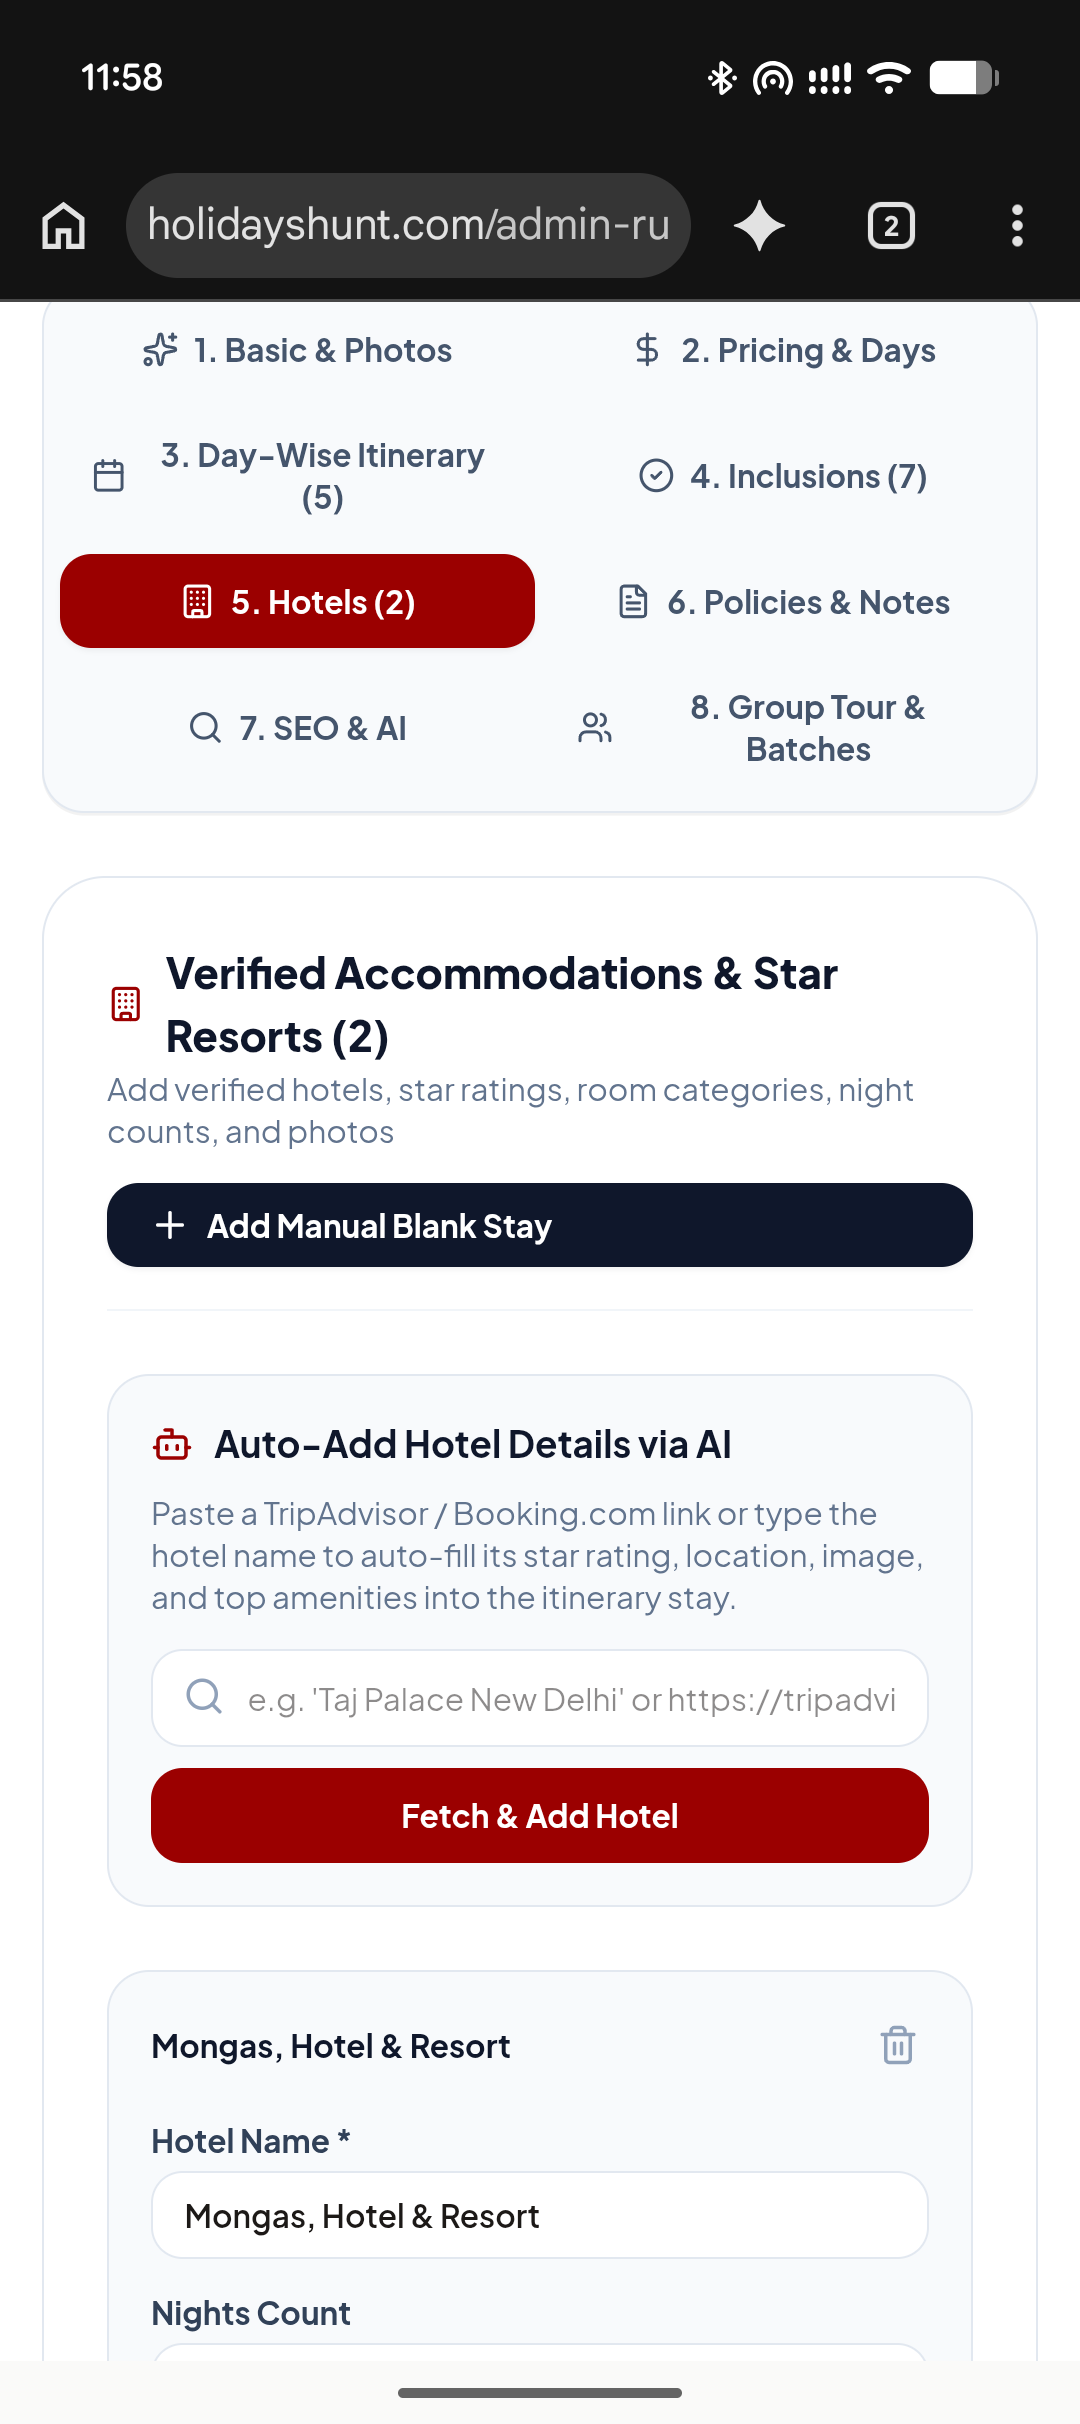 11:58
holidayshunt.com/admin-ru
2
1. Basic & Photos
2. Pricing & Days
3. Day-Wise Itinerary
(5)
4. Inclusions (7)
5. Hotels (2)
6. Policies & Notes
7. SEO & AI
8. Group Tour &
Batches
Verified Accommodations & Star
Resorts (2)
Add verified hotels, star ratings, room categories, night
counts, and photos
Add Manual Blank Stay
Auto-Add Hotel Details via AI
Paste a TripAdvisor / Booking.com link or type the
hotel name to auto-fill its star rating, location, image,
and top amenities into the itinerary stay.
e.g. 'Taj Palace New Delhi' or https://tripadvi
Fetch & Add Hotel
Mongas, Hotel & Resort
Hotel Name *
Mongas, Hotel & Resort
Nights Count